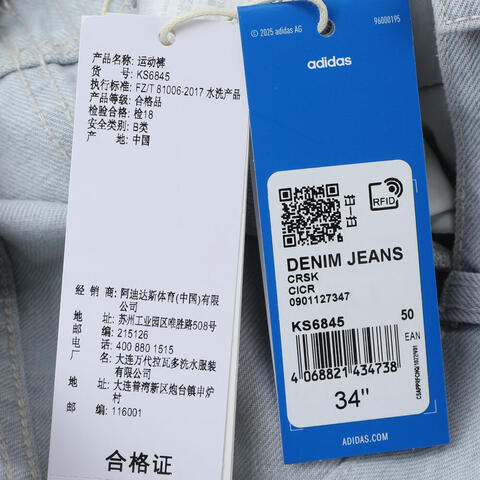 产品名称: 运动裤
货 号: KS6845
执行标准: FZ/T 81006-2017 水洗产品
产品等级: 合格品
检验合格: 检18
安全类别: B类
产 地: 中国
经 销 商: 阿迪达斯体育(中国)有限公司
地 址: 苏州工业园区唯胜路508号
邮 编: 215126
电 话: 400 880 1515
厂 名: 大连万代拉瓦多洗水服装有限公司
地 址: 大连普湾新区炮台镇申炉村
邮 编: 116001
合格证
© 2025 adidas AG
96000195
adidas
RFID
DENIM JEANS
CRSK
CICR
0901127347
KS6845
50
EAN
4 068821 434738
34"
ADIDAS.COM